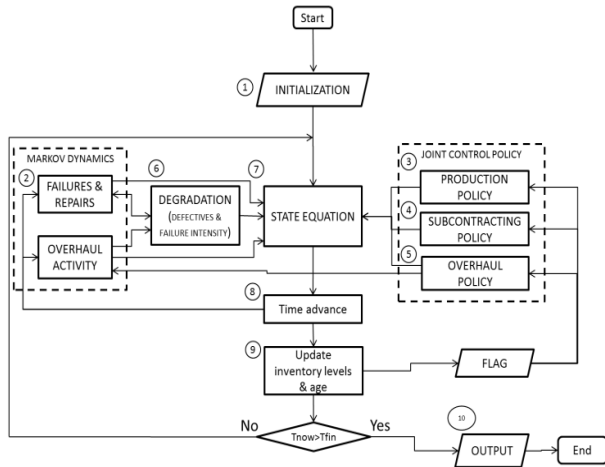 Start
1
INITIALIZATION
MARKOV DYNAMICS
2
FAILURES &
REPAIRS
OVERHAUL
ACTIVITY
6
DEGRADATION
(DEFECTIVES &
FAILURE INTENSITY)
7
STATE EQUATION
JOINT CONTROL POLICY
3
PRODUCTION
POLICY
4
SUBCONTRACTING
POLICY
5
OVERHAUL
POLICY
8
Time advance
9
Update
inventory levels
& age
FLAG
No
Tnow>Tfin
Yes
10
OUTPUT
End